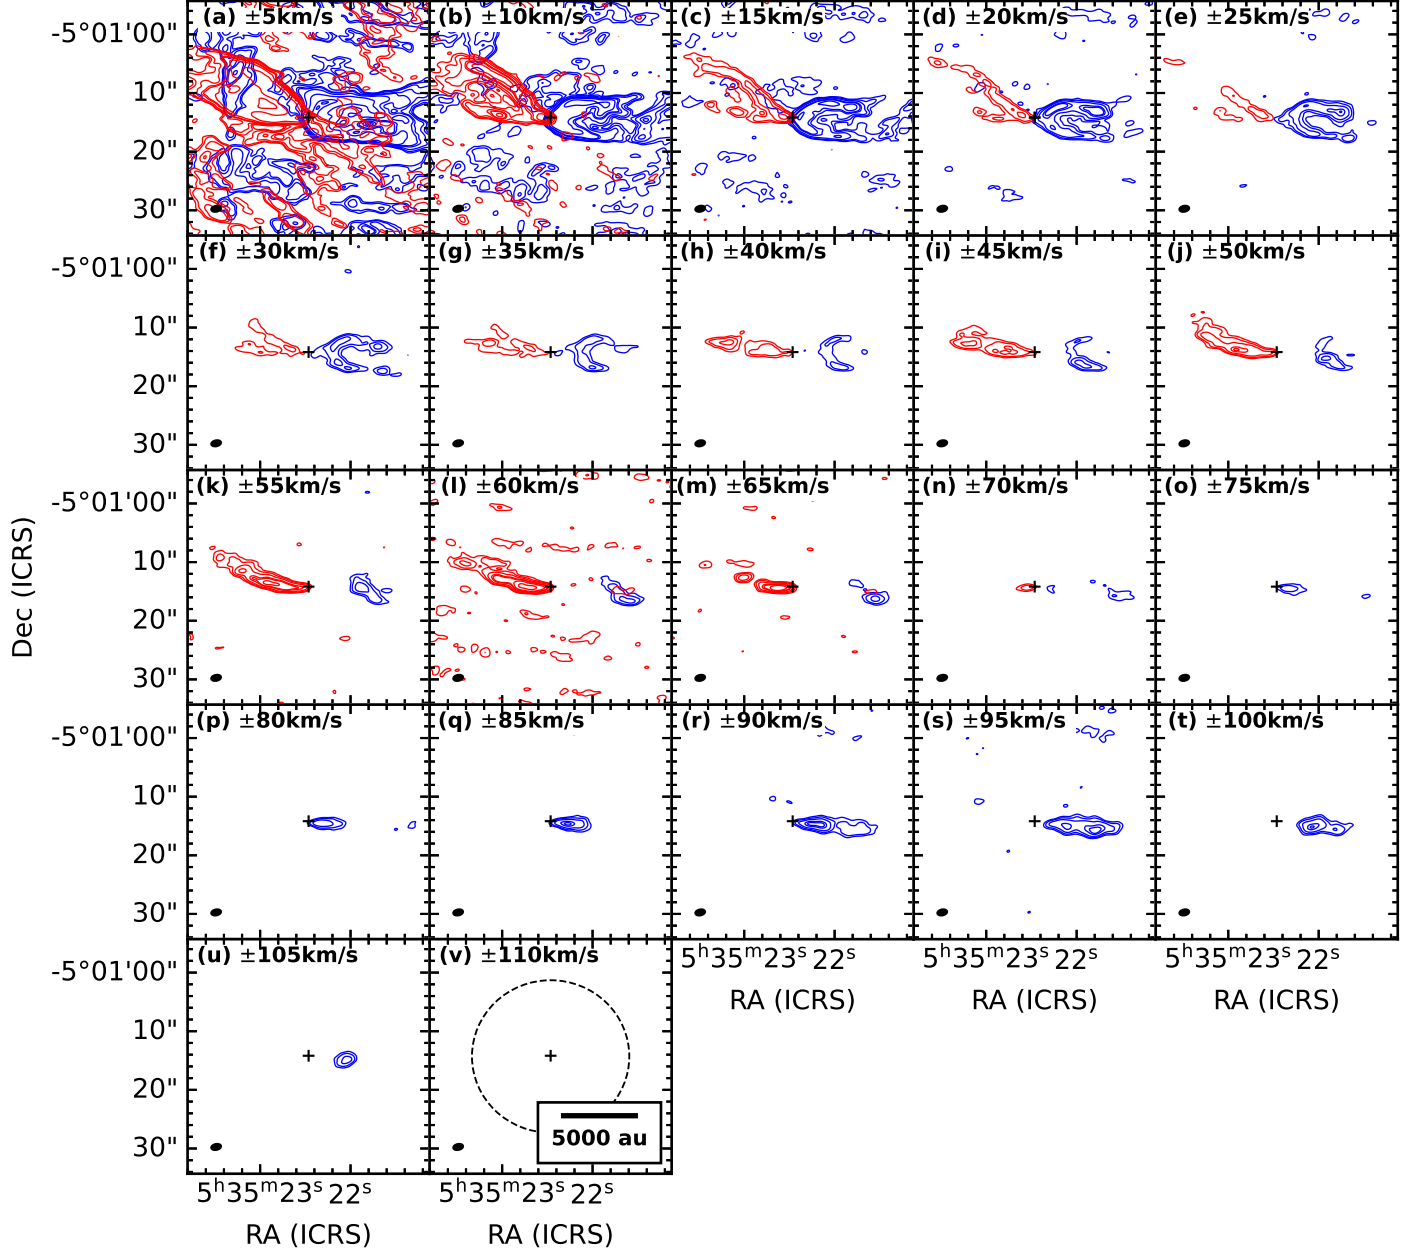 (a) ±5km/s
(b) ±10km/s
(c) ±15km/s
(d) ±20km/s
(e) ±25km/s
-5°01'00"
10"
20"
30"
(f) ±30km/s
(g) ±35km/s
(h) ±40km/s
(i) ±45km/s
(j) ±50km/s
-5°01'00"
10"
20"
30"
(k) ±55km/s
(l) ±60km/s
(m) ±65km/s
(n) ±70km/s
(o) ±75km/s
-5°01'00"
10"
20"
30"
Dec (ICRS)
(p) ±80km/s
(q) ±85km/s
(r) ±90km/s
(s) ±95km/s
(t) ±100km/s
-5°01'00"
10"
20"
30"
5ʰ35ᵐ23ˢ 22ˢ
5ʰ35ᵐ23ˢ 22ˢ
5ʰ35ᵐ23ˢ 22ˢ
RA (ICRS)
RA (ICRS)
RA (ICRS)
(u) ±105km/s
(v) ±110km/s
-5°01'00"
10"
20"
30"
5000 au
5ʰ35ᵐ23ˢ 22ˢ
5ʰ35ᵐ23ˢ 22ˢ
RA (ICRS)
RA (ICRS)